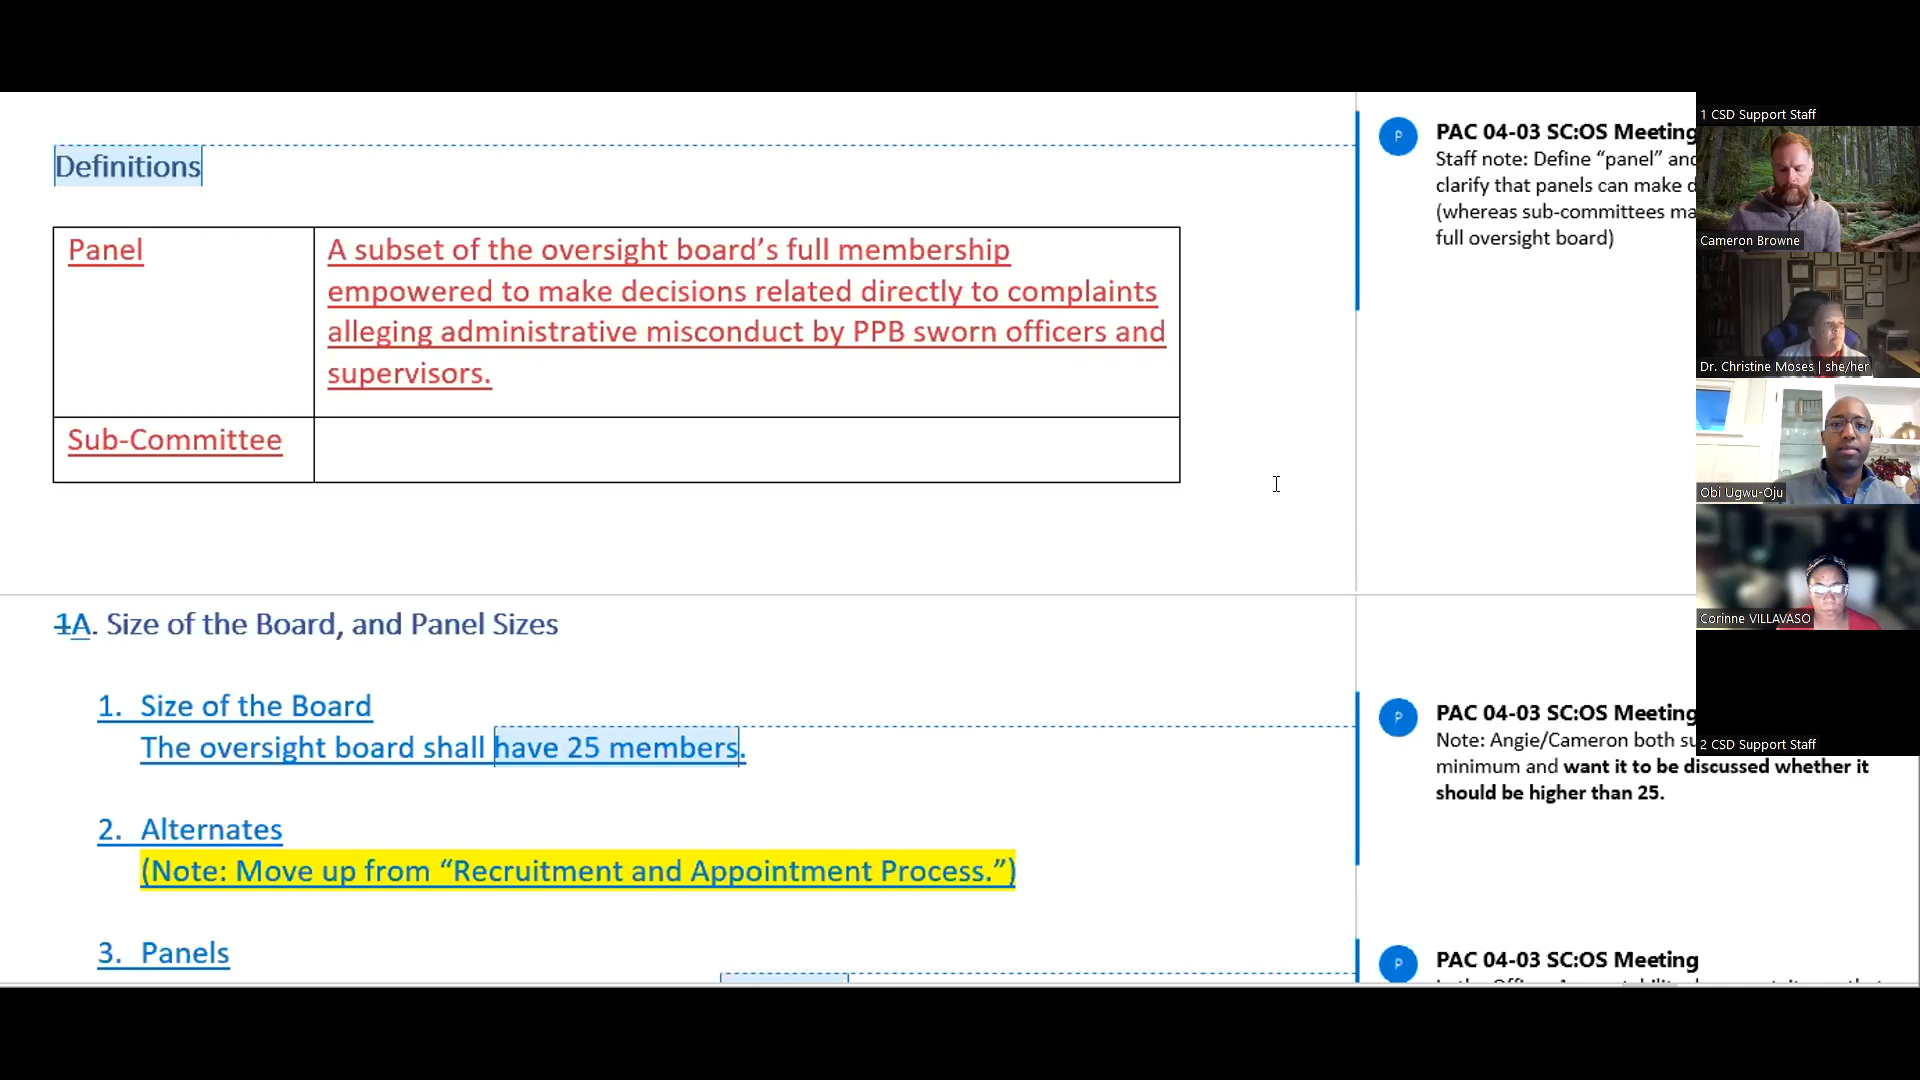 Definitions
Panel
A subset of the oversight board’s full membership
empowered to make decisions related directly to complaints
alleging administrative misconduct by PPB sworn officers and
supervisors.
Sub-Committee
1A. Size of the Board, and Panel Sizes
1. Size of the Board
The oversight board shall have 25 members.
2. Alternates
(Note: Move up from “Recruitment and Appointment Process.”)
3. Panels
P
PAC 04-03 SC:OS Meeting
Staff note: Define “panel” and
clarify that panels can make
(whereas sub-committees
full oversight board)
P
PAC 04-03 SC:OS Meeting
Note: Angie/Cameron both
minimum and want it to be discussed whether it
should be higher than 25.
P
PAC 04-03 SC:OS Meeting
1 CSD Support Staff
Cameron Browne
Dr. Christine Moses | she/her
Obi Ugwu-Oju
Corinne VILLAVASO
2 CSD Support Staff